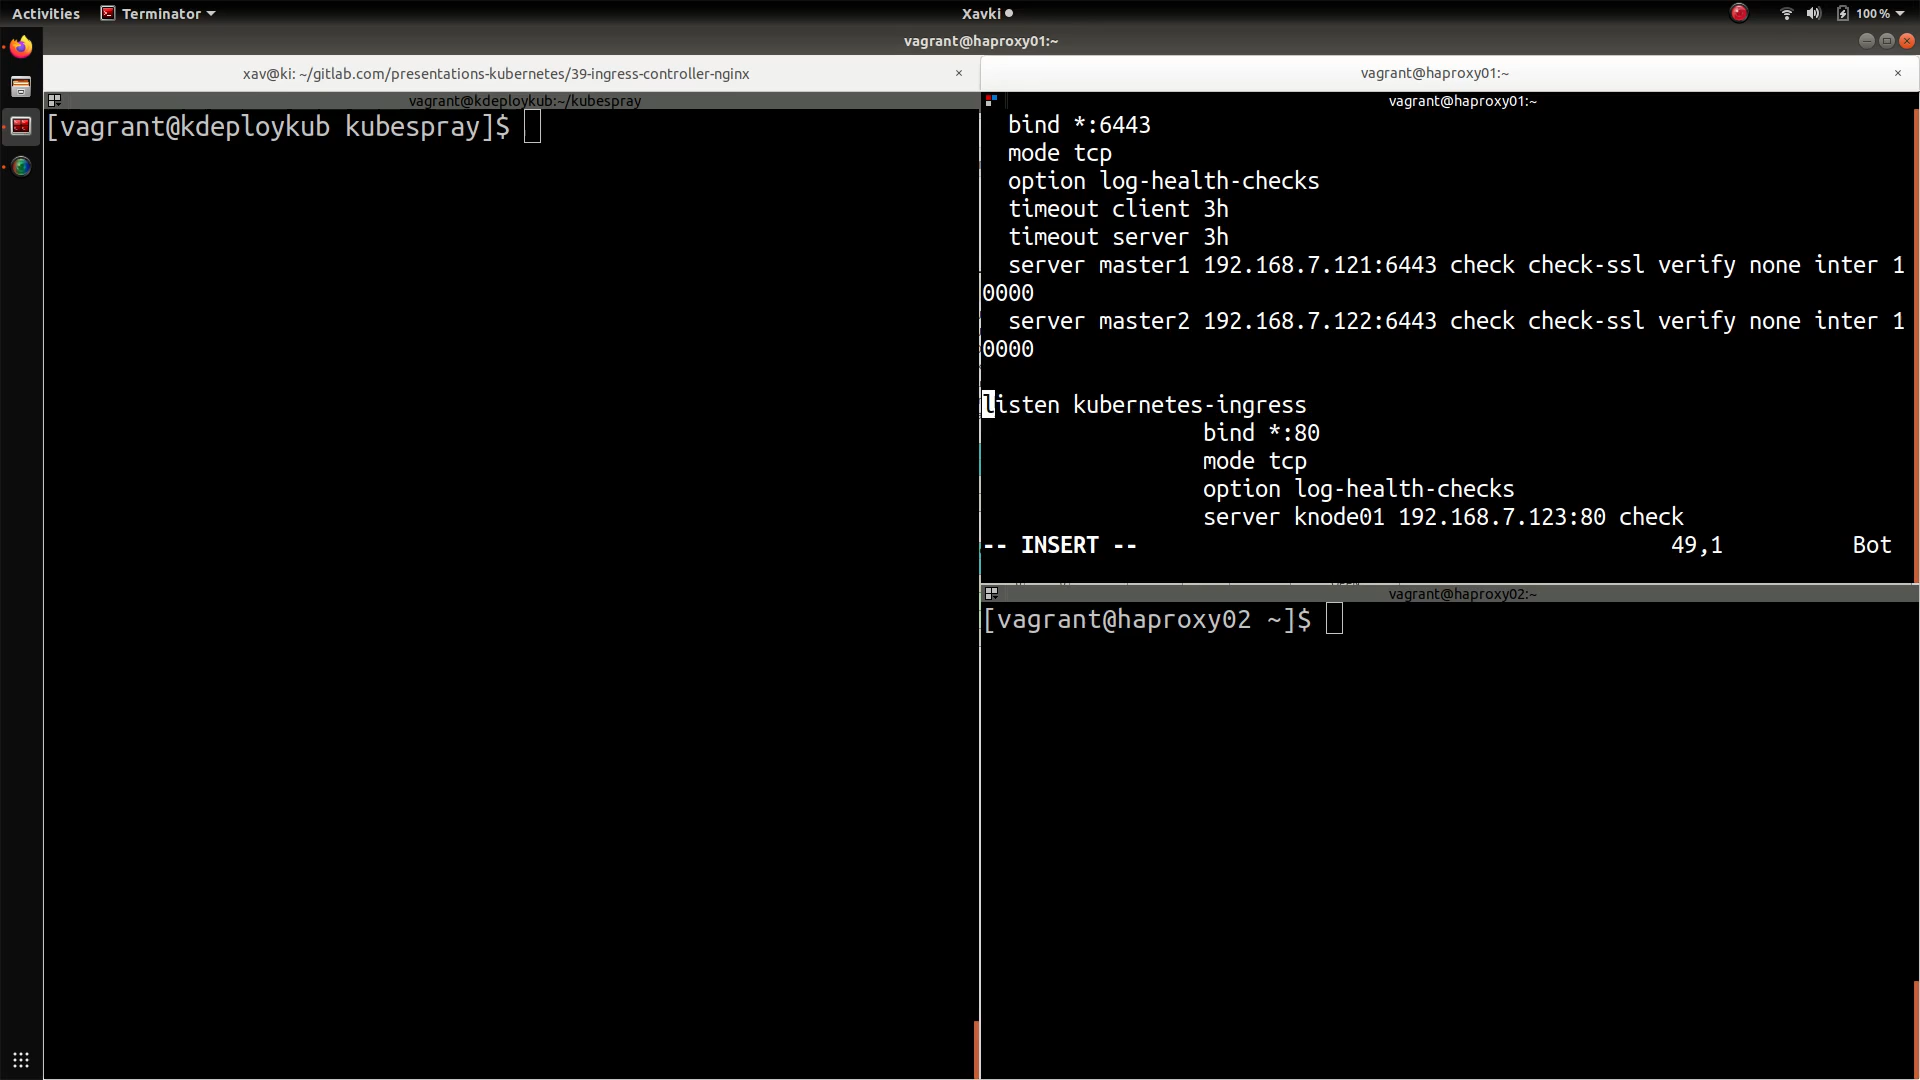 Activities
Terminator
Xavki
100 %
vagrant@haproxy01:~
xav@ki: ~/gitlab.com/presentations-kubernetes/39-ingress-controller-nginx
×
vagrant@kdeploykub:~/kubespray
[vagrant@kdeploykub kubespray]$
vagrant@haproxy01:~
×
vagrant@haproxy01:~
bind *:6443
mode tcp
option log-health-checks
timeout client 3h
timeout server 3h
server master1 192.168.7.121:6443 check check-ssl verify none inter 1
0000
server master2 192.168.7.122:6443 check check-ssl verify none inter 1
0000
listen kubernetes-ingress
bind *:80
mode tcp
option log-health-checks
server knode01 192.168.7.123:80 check
-- INSERT -- 49,1 Bot
vagrant@haproxy02:~
[vagrant@haproxy02 ~]$